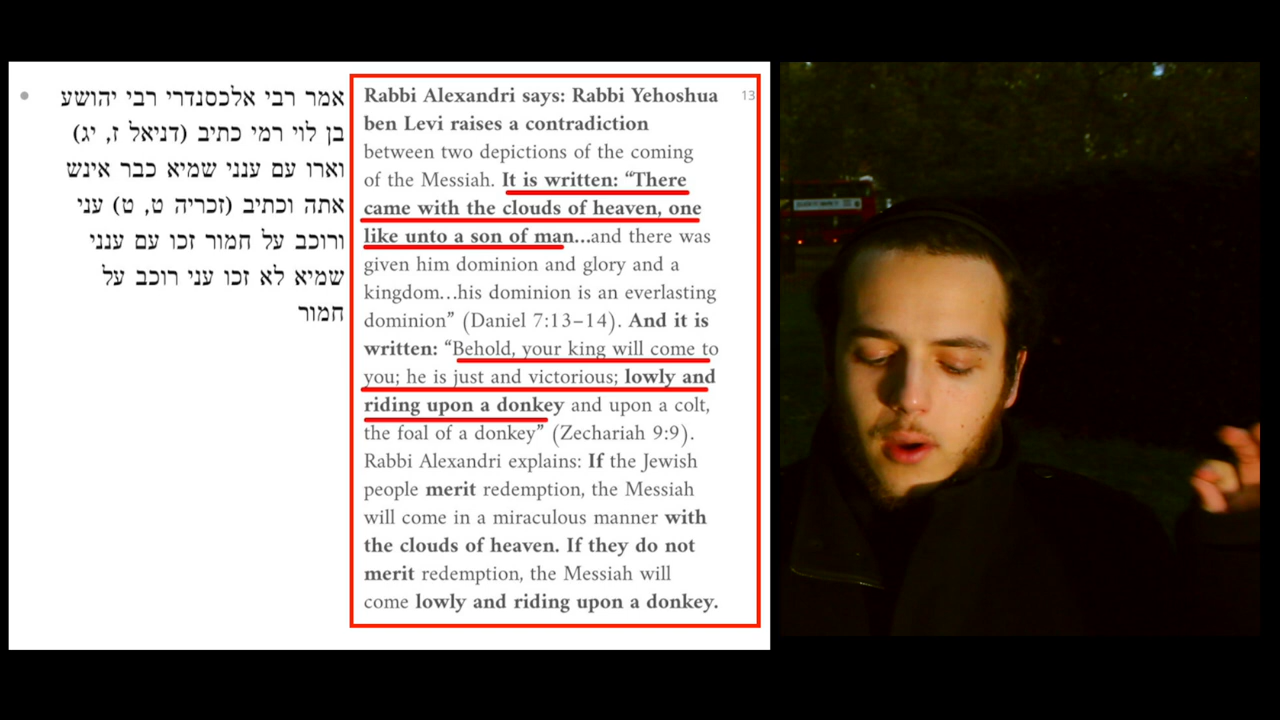 אמר רבי אלכסנדרי רבי יהושע
בן לוי רמי כתיב (דניאל ז, יג)
וארו עם ענני שמיא כבר אינש
אתה וכתיב (זכריה ט, ט) עני
ורוכב על חמור זכו עם ענני
שמיא לא זכו עני רוכב על
חמור
13
Rabbi Alexandri says: Rabbi Yehoshua
ben Levi raises a contradiction
between two depictions of the coming
of the Messiah. It is written: “There
came with the clouds of heaven, one
like unto a son of man...and there was
given him dominion and glory and a
kingdom...his dominion is an everlasting
dominion” (Daniel 7:13–14). And it is
written: “Behold, your king will come to
you; he is just and victorious; lowly and
riding upon a donkey and upon a colt,
the foal of a donkey” (Zechariah 9:9).
Rabbi Alexandri explains: If the Jewish
people merit redemption, the Messiah
will come in a miraculous manner with
the clouds of heaven. If they do not
merit redemption, the Messiah will
come lowly and riding upon a donkey.